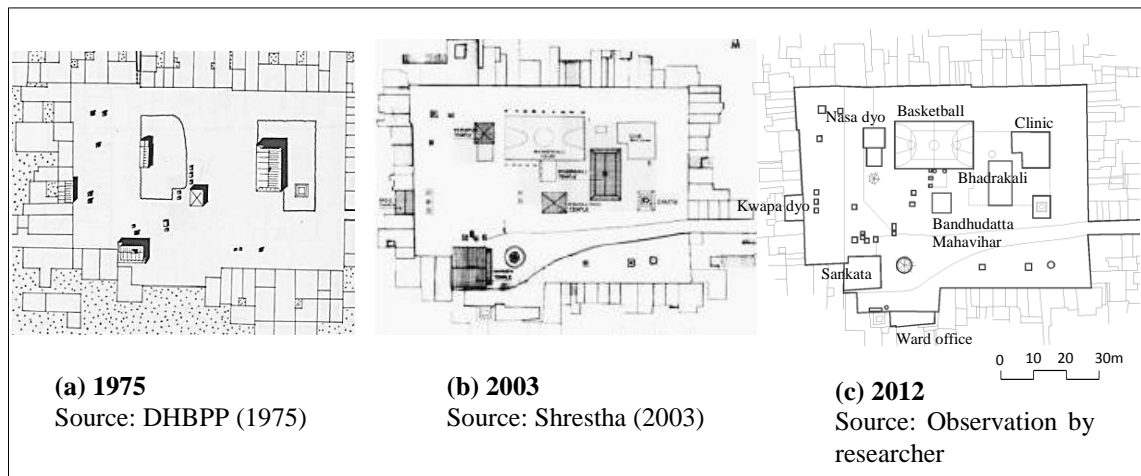 Nasa dyo
Basketball
Clinic
Bhadrakali
Kwapa dyo
Bandhudatta
Mahavihar
Sankata
Ward office
0 10 20 30m
(a) 1975
Source: DHBPP (1975)
(b) 2003
Source: Shrestha (2003)
(c) 2012
Source: Observation by
researcher